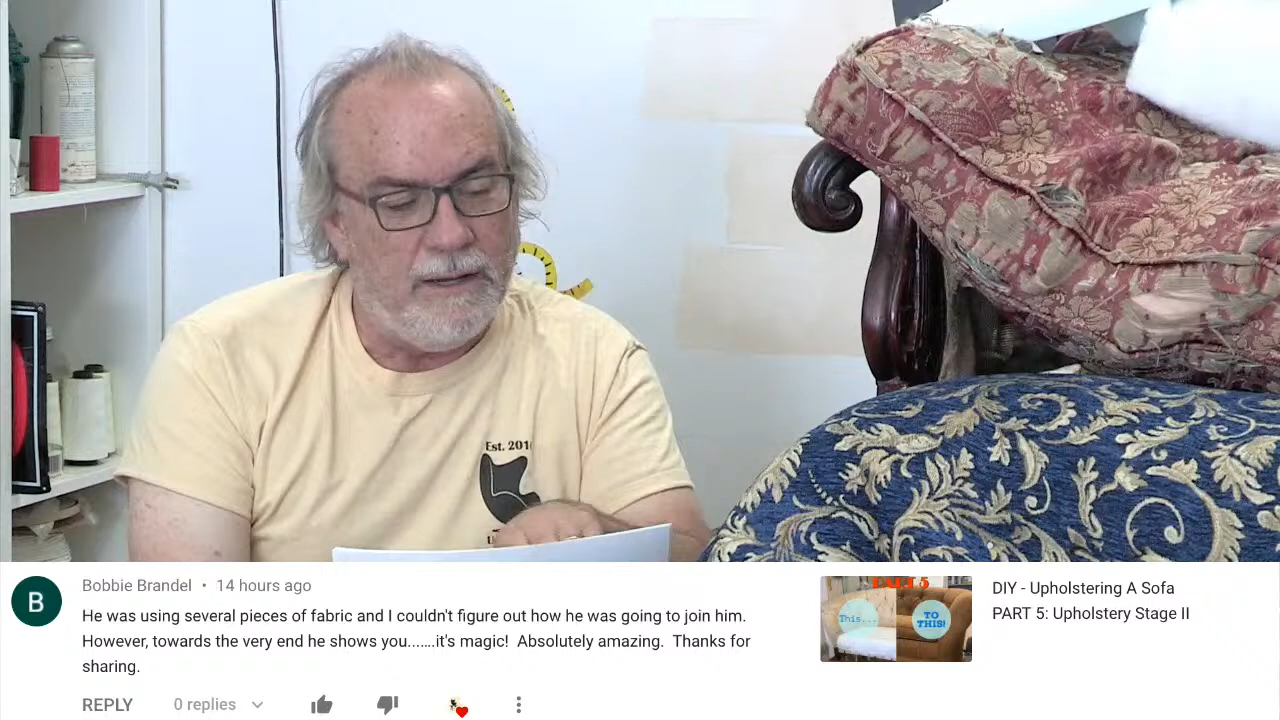 Est. 201
B
Bobbie Brandel • 14 hours ago
He was using several pieces of fabric and I couldn't figure out how he was going to join him.
However, towards the very end he shows you.......it's magic!  Absolutely amazing.  Thanks for
sharing.
REPLY 0 replies
PART 5
This...
TO
THIS!
DIY - Upholstering A Sofa
PART 5: Upholstery Stage II